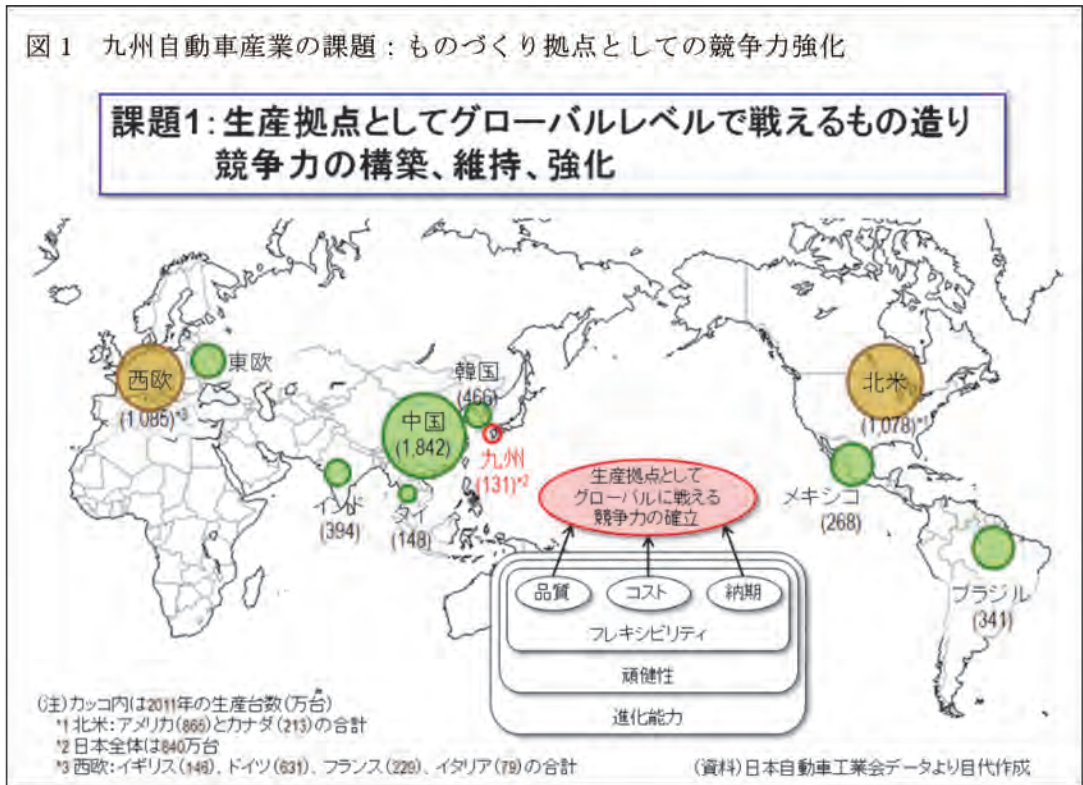 図1 九州自動車産業の課題：ものづくり拠点としての競争力強化
課題1：生産拠点としてグローバルレベルで戦えるもの造り
競争力の構築、維持、強化
西欧
(1,085)*3
東欧
韓国
(466)
中国
(1,842)
九州
(131)*2
インド
(394)
タイ
(148)
北米
(1,078)*1
メキシコ
(268)
ブラジル
(341)
生産拠点として
グローバルに戦える
競争力の確立
品質
コスト
納期
フレキシビリティ
頑健性
進化能力
(注)カッコ内は2011年の生産台数(万台)
*1 北米：アメリカ(865)とカナダ(213)の合計
*2 日本全体は840万台
*3 西欧：イギリス(146)、ドイツ(631)、フランス(229)、イタリア(79)の合計
(資料)日本自動車工業会データより目代作成